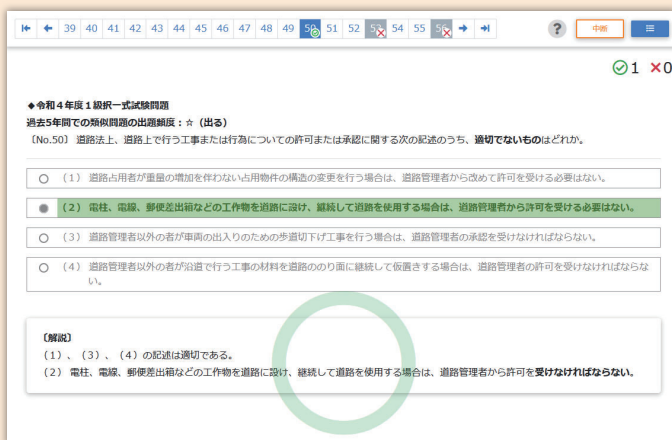 39 40 41 42 43 44 45 46 47 48 49 50 51 52 53 54 55 56 ? 中断
1 ×0
◆令和4年度1級択一式試験問題
過去5年間での類似問題の出題頻度:☆(出る)
〔No.50〕 道路法上、道路上で行う工事または行為についての許可または承認に関する次の記述のうち、適切でないものはどれか。
(1) 道路占用者が重量の増加を伴わない占用物件の構造の変更を行う場合は、道路管理者から改めて許可を受ける必要はない。
(2) 電柱、電線、郵便差出箱などの工作物を道路に設け、継続して道路を使用する場合は、道路管理者から許可を受ける必要はない。
(3) 道路管理者以外の者が車両の出入りのための歩道切下げ工事を行う場合は、道路管理者の承認を受けなければならない。
(4) 道路管理者以外の者が沿道で行う工事の材料を道路ののり面に継続して仮置きする場合は、道路管理者の許可を受けなければならな
い。
〔解説〕
(1)、(3)、(4)の記述は適切である。
(2) 電柱、電線、郵便差出箱などの工作物を道路に設け、継続して道路を使用する場合は、道路管理者から許可を受けなければならない。